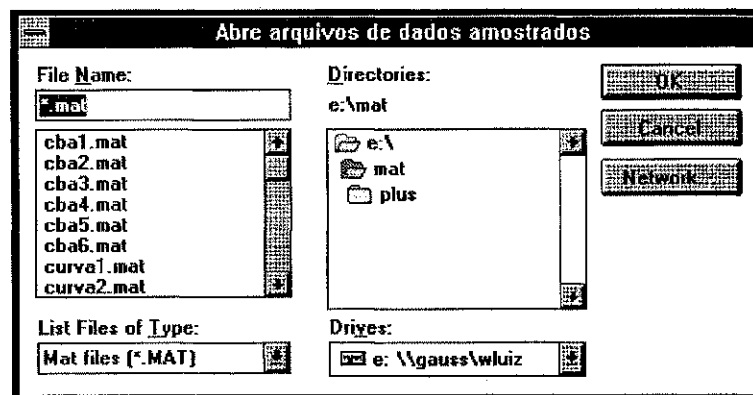 Abre arquivos de dados amostrados
File Name:
*.mat
cba1.mat
cba2.mat
cba3.mat
cba4.mat
cba5.mat
cba6.mat
curva1.mat
curva2.mat
List Files of Type:
Mat files (*.MAT)
Directories:
e:\mat
e:\
mat
plus
Drives:
e: \\gauss\wluiz
OK
Cancel
Network...